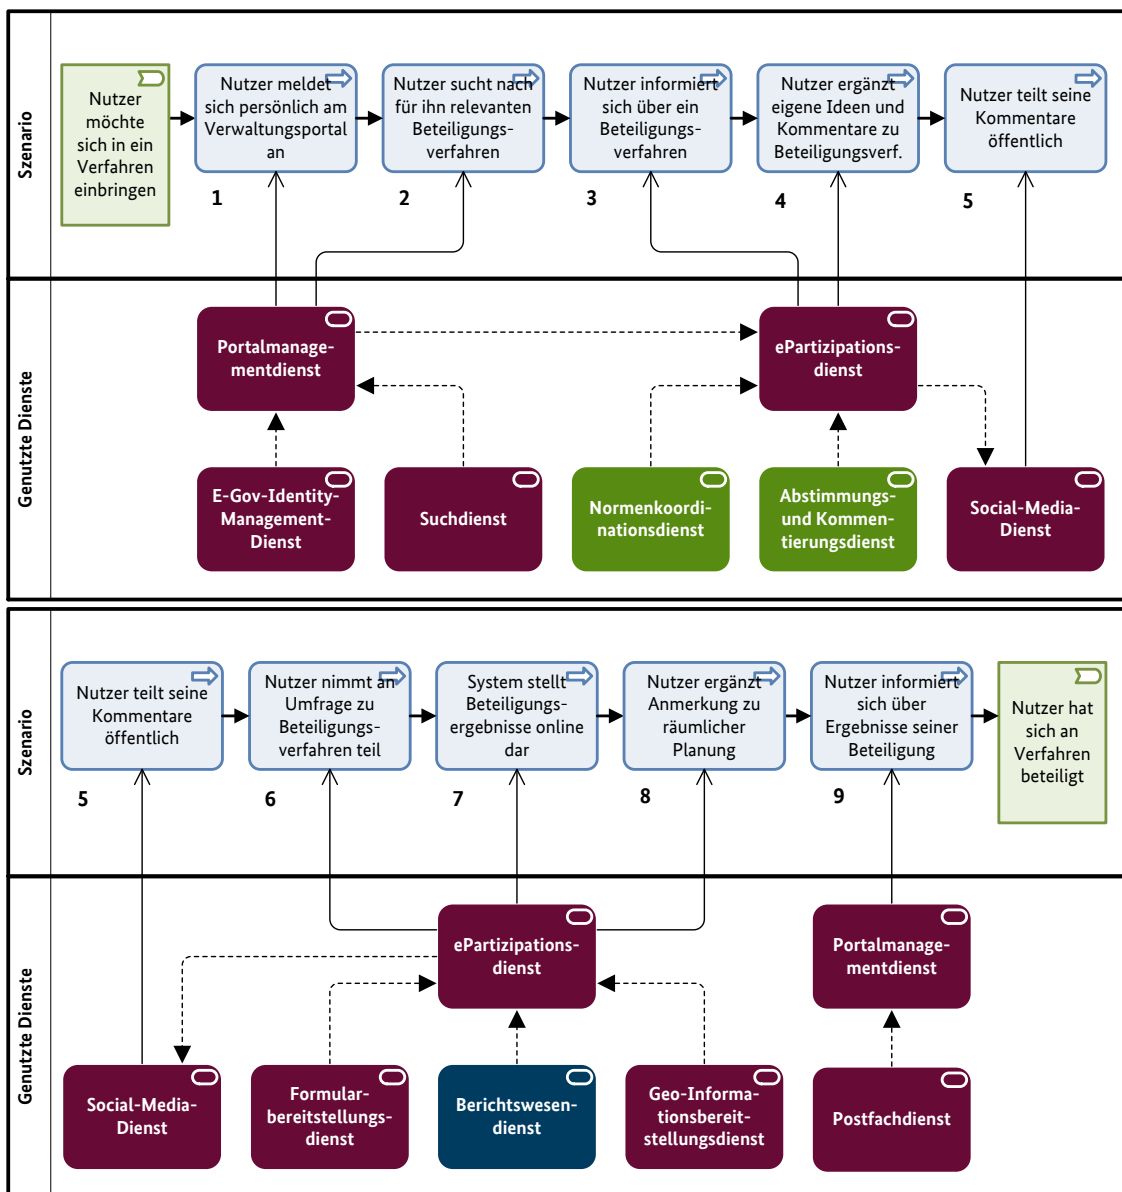 Szenario
Nutzer
möchte
sich in ein
Verfahren
einbringen
Nutzer meldet
sich persönlich am
Verwaltungsportal
an
1
Nutzer sucht nach
für ihn relevanten
Beteiligungs-
verfahren
2
Nutzer informiert
sich über ein
Beteiligungs-
verfahren
3
Nutzer ergänzt
eigene Ideen und
Kommentare zu
Beteiligungsverf.
4
Nutzer teilt seine
Kommentare
öffentlich
5
Genutzte Dienste
Portalmanage-
mentdienst
ePartizipations-
dienst
E-Gov-Identity-
Management-
Dienst
Suchdienst
Normenkoordi-
nationsdienst
Abstimmungs-
und Kommen-
tierungsdienst
Social-Media-
Dienst
Szenario
Nutzer teilt seine
Kommentare
öffentlich
5
Nutzer nimmt an
Umfrage zu
Beteiligungs-
verfahren teil
6
System stellt
Beteiligungs-
ergebnisse online
dar
7
Nutzer ergänzt
Anmerkung zu
räumlicher
Planung
8
Nutzer informiert
sich über
Ergebnisse seiner
Beteiligung
9
Nutzer hat
sich an
Verfahren
beteiligt
Genutzte Dienste
ePartizipations-
dienst
Portalmanage-
mentdienst
Social-Media-
Dienst
Formular-
bereitstellungs-
dienst
Berichtswesen-
dienst
Geo-Informa-
tionsbereit-
stellungsdienst
Postfachdienst